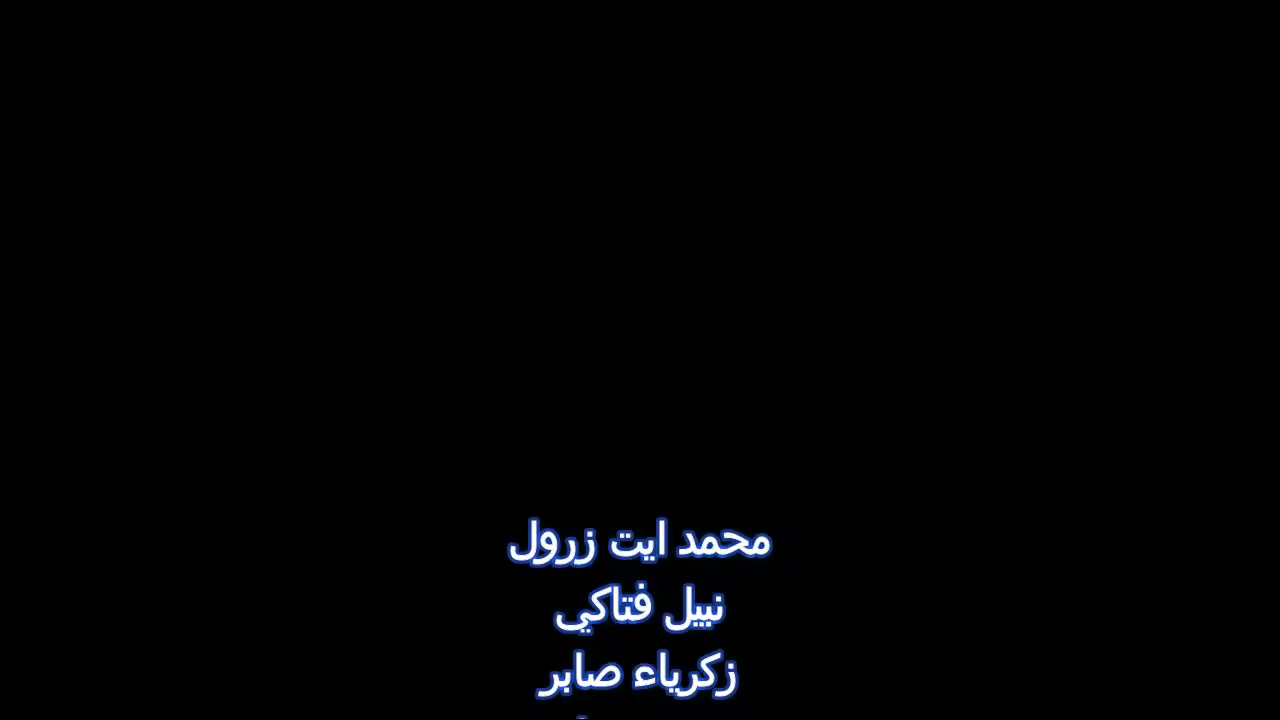 محمد ايت زرول
نبيل فتاكي
زكرياء صابر